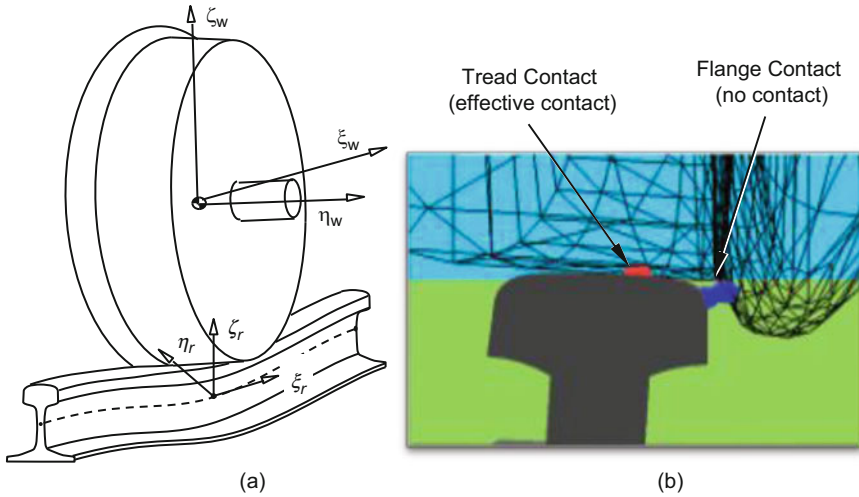 ζw
ξw
ηw
ζr
ηr
ξr
(a)
Tread Contact
(effective contact)
Flange Contact
(no contact)
(b)